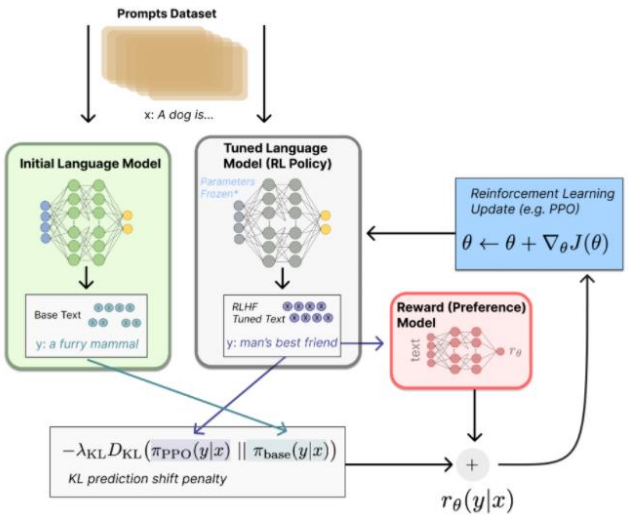 Prompts Dataset
x: A dog is...
Initial Language Model
Base Text
y: a furry mammal
Tuned Language
Model (RL Policy)
Parameters
Frozen*
RLHF
Tuned Text
y: man's best friend
Reinforcement Learning
Update (e.g. PPO)
θ ← θ + ∇θJ(θ)
Reward (Preference)
Model
text
rθ
−λKL DKL(πPPO(y|x) || πbase(y|x))
KL prediction shift penalty
+
rθ(y|x)